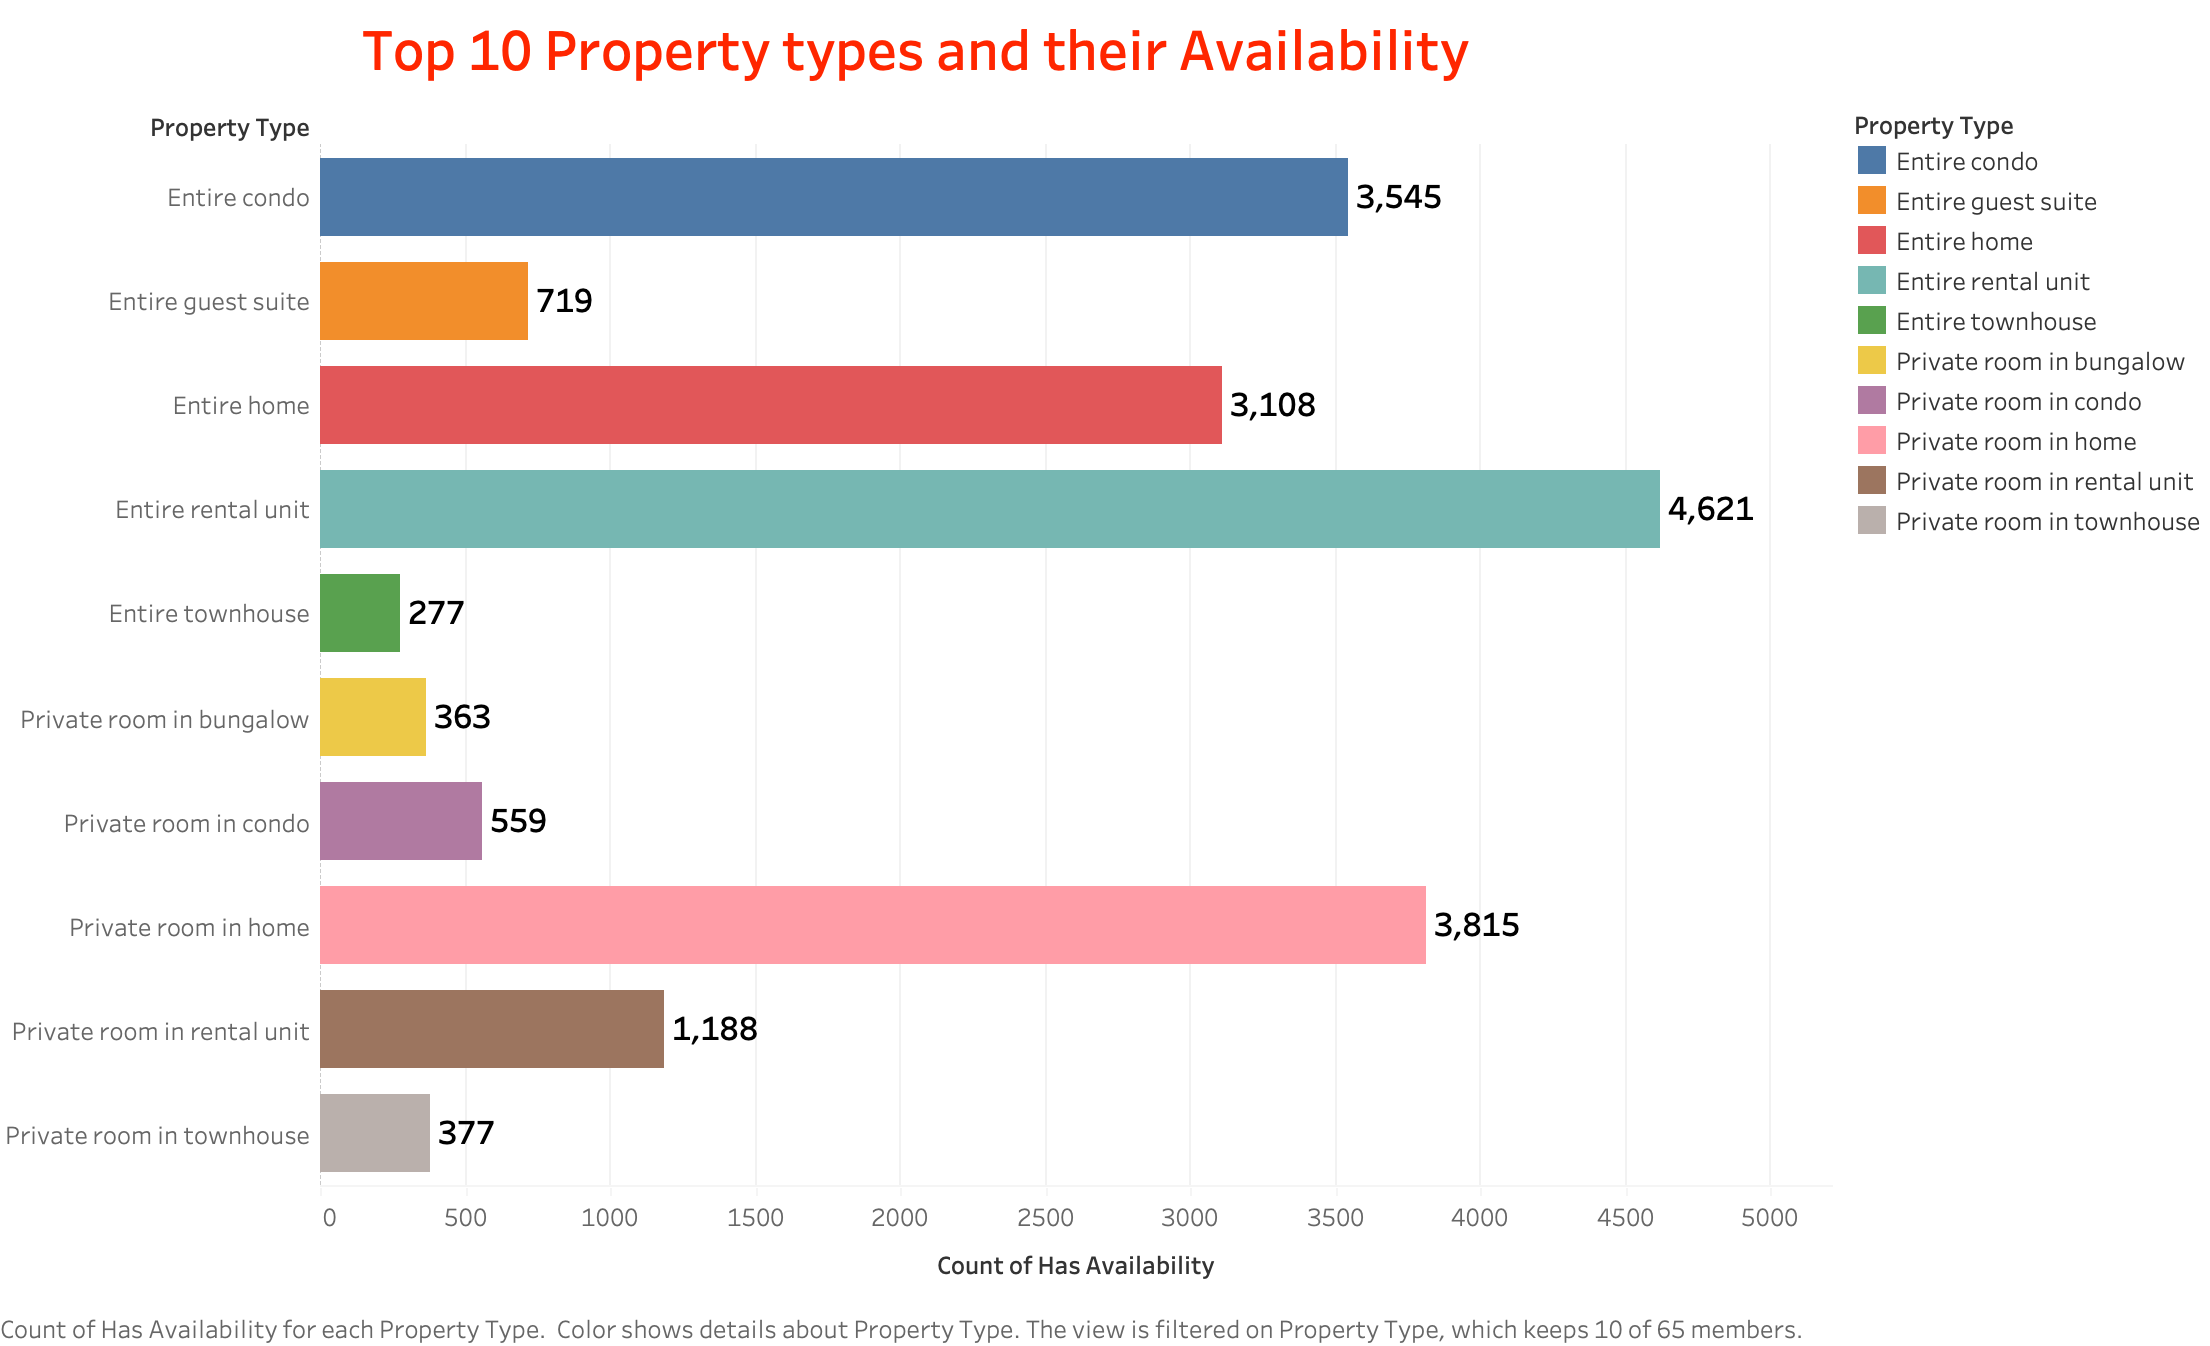 Top 10 Property types and their Availability
Property Type
Entire condo
3,545
Entire guest suite
719
Entire home
3,108
Entire rental unit
4,621
Entire townhouse
277
Private room in bungalow
363
Private room in condo
559
Private room in home
3,815
Private room in rental unit
1,188
Private room in townhouse
377
0 500 1000 1500 2000 2500 3000 3500 4000 4500 5000
Count of Has Availability
Property Type
Entire condo
Entire guest suite
Entire home
Entire rental unit
Entire townhouse
Private room in bungalow
Private room in condo
Private room in home
Private room in rental unit
Private room in townhouse
Count of Has Availability for each Property Type.  Color shows details about Property Type. The view is filtered on Property Type, which keeps 10 of 65 members.